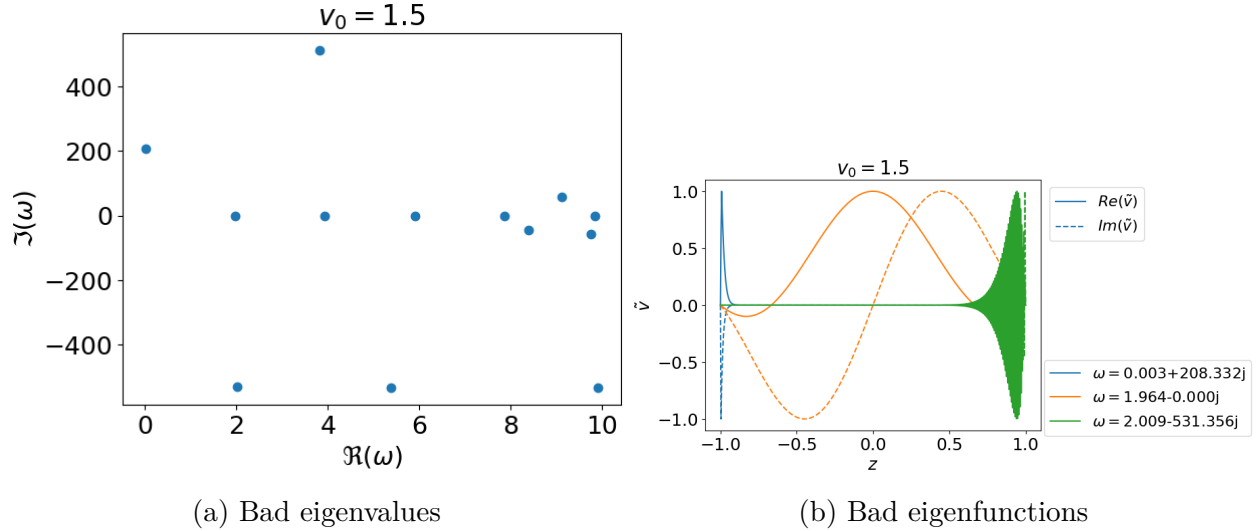 v₀ = 1.5
400
200
0
−200
−400
ℑ(ω)
0 2 4 6 8 10
ℜ(ω)
(a) Bad eigenvalues
v₀ = 1.5
1.0
0.5
0.0
−0.5
−1.0
ṽ
−1.0 −0.5 0.0 0.5 1.0
z
Re(ṽ)
Im(ṽ)
ω = 0.003+208.332j
ω = 1.964-0.000j
ω = 2.009-531.356j
(b) Bad eigenfunctions